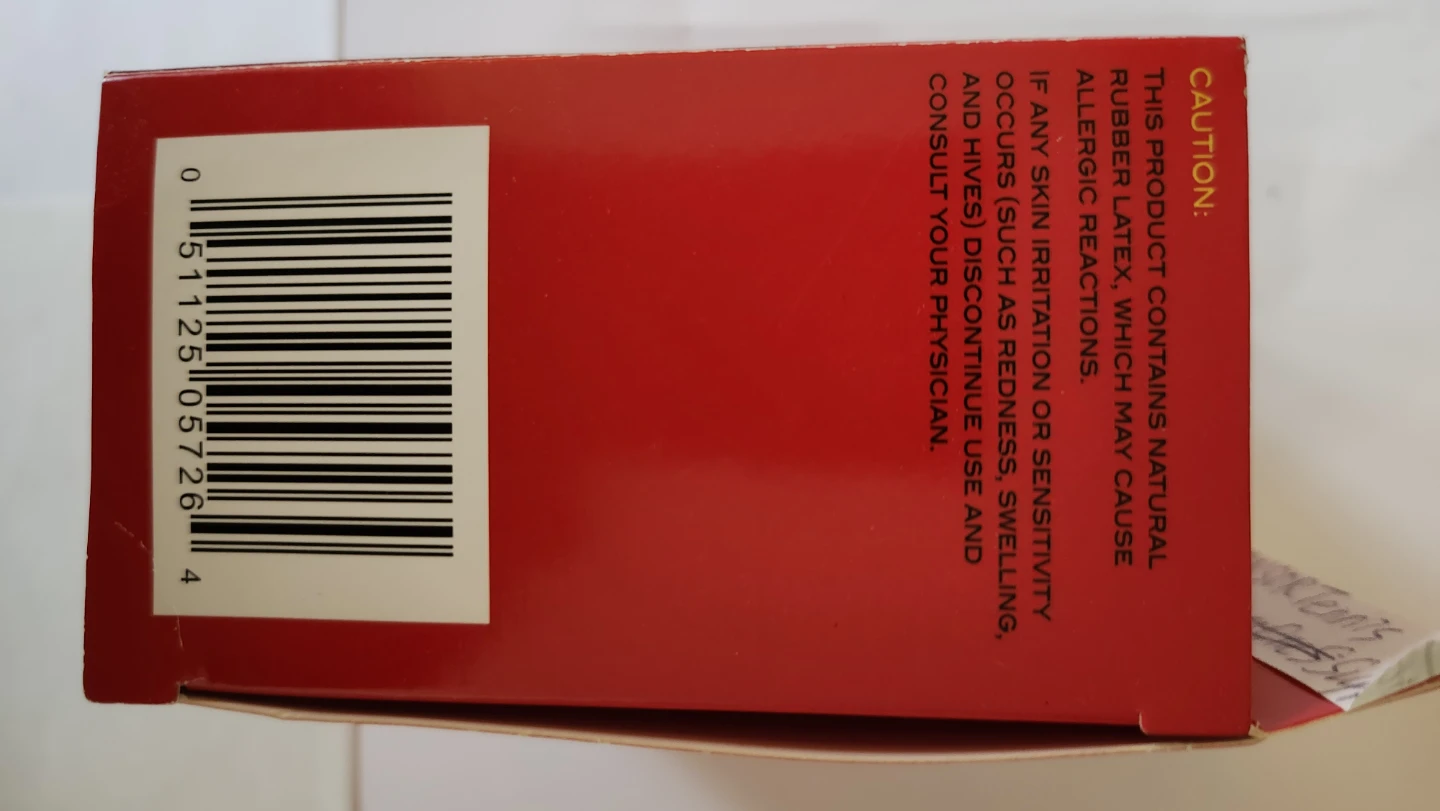 CAUTION:
THIS PRODUCT CONTAINS NATURAL
RUBBER LATEX, WHICH MAY CAUSE
ALLERGIC REACTIONS.
IF ANY SKIN IRRITATION OR SENSITIVITY
OCCURS (SUCH AS REDNESS, SWELLING,
AND HIVES) DISCONTINUE USE AND
CONSULT YOUR PHYSICIAN.
0 51125 05726 4